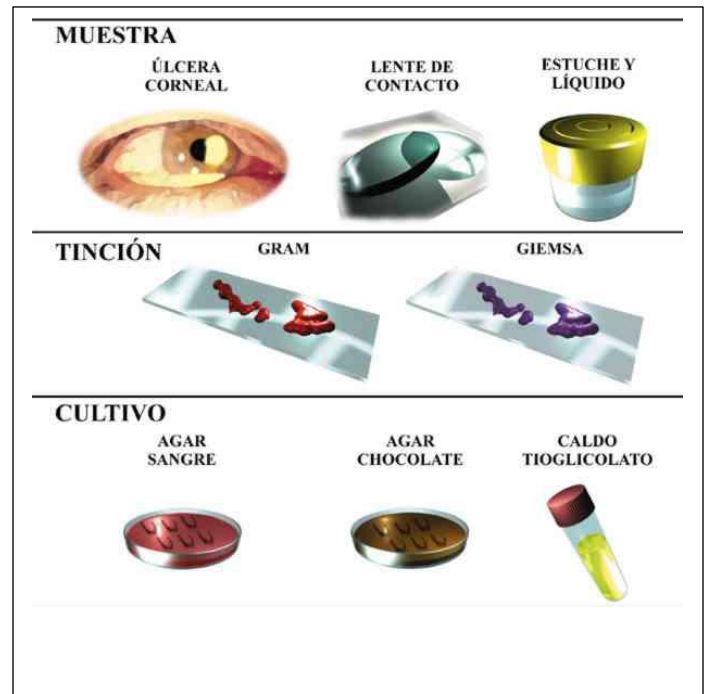 MUESTRA
ÚLCERA
CORNEAL
LENTE DE
CONTACTO
ESTUCHE Y
LÍQUIDO
TINCIÓN
GRAM
GIEMSA
CULTIVO
AGAR
SANGRE
AGAR
CHOCOLATE
CALDO
TIOGLICOLATO